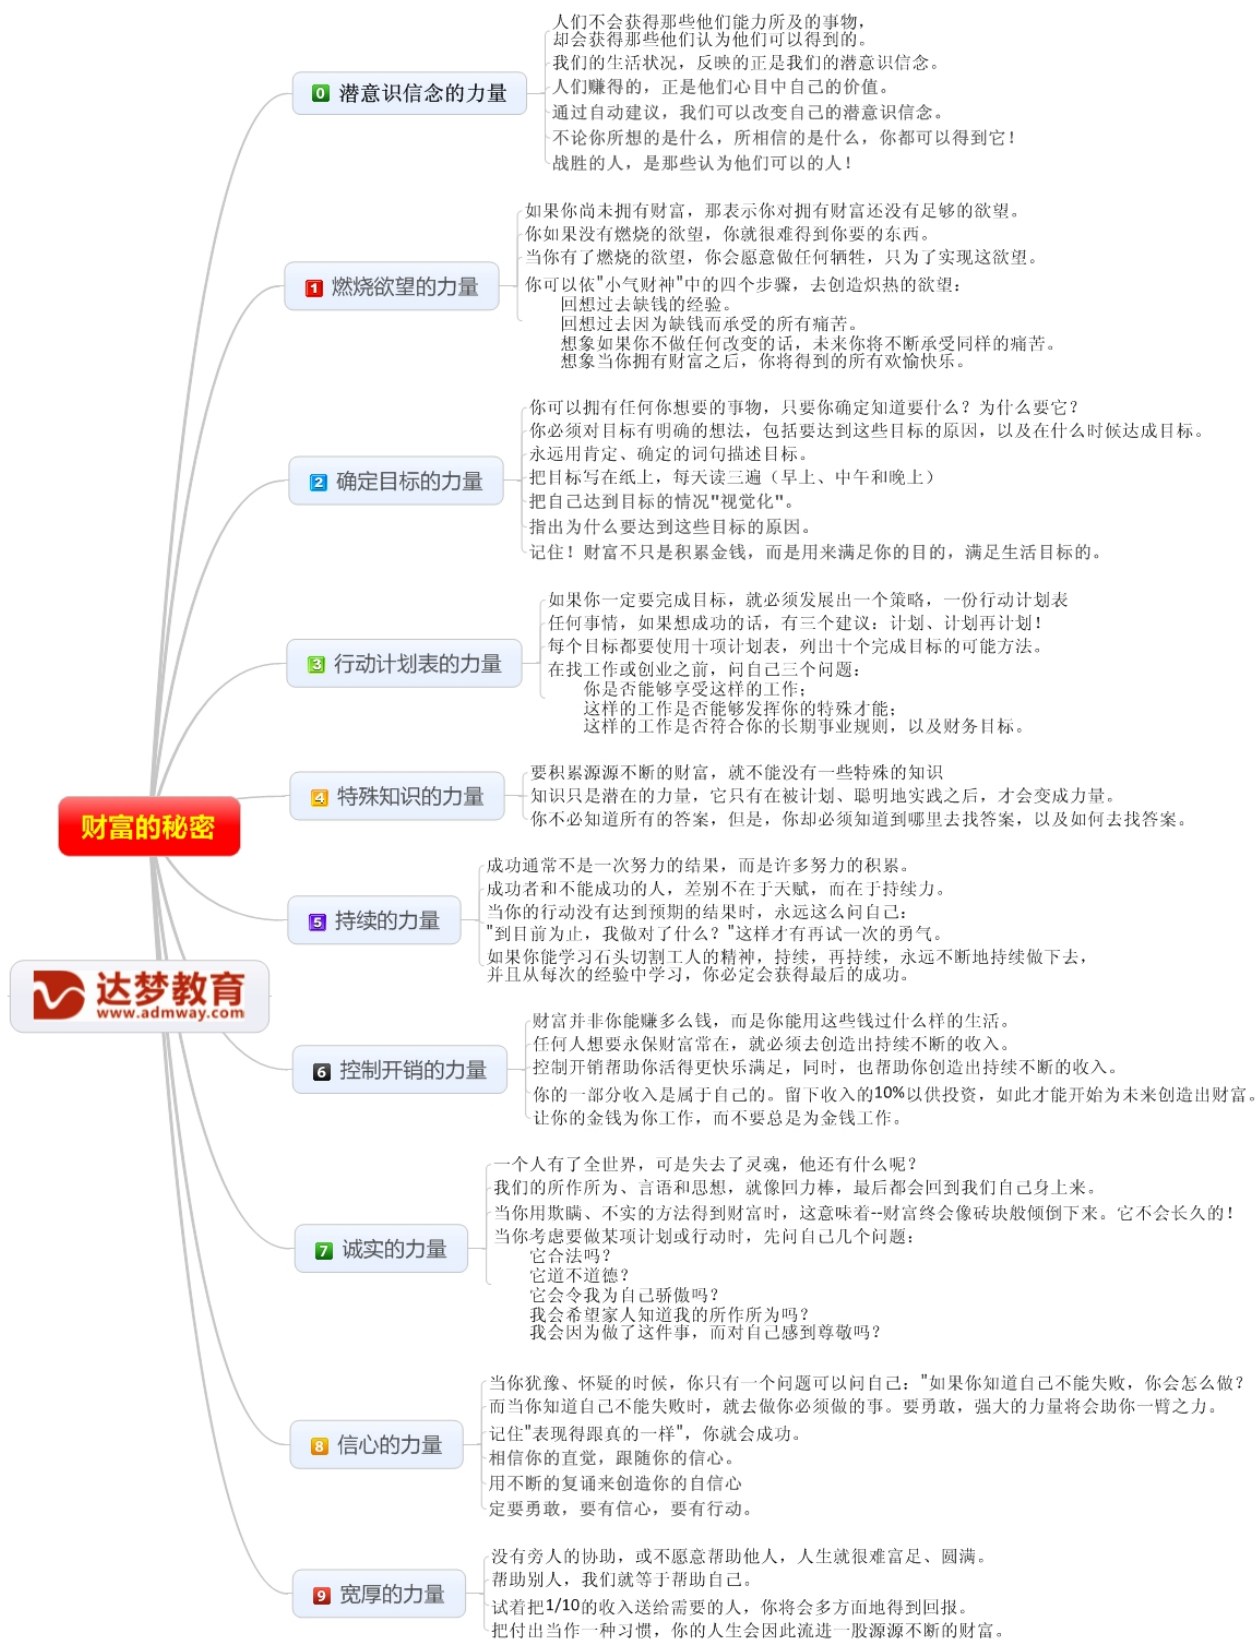 人们不会获得那些他们能力所及的事物，
却会获得那些他们认为他们可以得到的。
我们的生活状况，反映的正是我们的潜意识信念。
0 潜意识信念的力量
人们赚得的，正是他们心目中自己的价值。
通过自动建议，我们可以改变自己的潜意识信念。
不论你所想的是什么，所相信的是什么，你都可以得到它！
战胜的人，是那些认为他们可以的人！
如果你尚未拥有财富，那表示你对拥有财富还没有足够的欲望。
你如果没有燃烧的欲望，你就很难得到你要的东西。
当你有了燃烧的欲望，你会愿意做任何牺牲，只为了实现这欲望。
1 燃烧欲望的力量
你可以依"小气财神"中的四个步骤，去创造炽热的欲望：
回想过去缺钱的经验。
回想过去因为缺钱而承受的所有痛苦。
想象如果你不做任何改变的话，未来你将不断承受同样的痛苦。
想象当你拥有财富之后，你将得到的所有欢愉快乐。
你可以拥有任何你想要的事物，只要你确定知道要什么？为什么要它？
你必须对目标有明确的想法，包括要达到这些目标的原因，以及在什么时候达成目标。
永远用肯定、确定的词句描述目标。
2 确定目标的力量
把目标写在纸上，每天读三遍（早上、中午和晚上）
把自己达到目标的情况"视觉化"。
指出为什么要达到这些目标的原因。
记住！财富不只是积累金钱，而是用来满足你的目的，满足生活目标的。
如果你一定要完成目标，就必须发展出一个策略，一份行动计划表
任何事情，如果想成功的话，有三个建议：计划、计划再计划！
每个目标都要使用十项计划表，列出十个完成目标的可能方法。
3 行动计划表的力量
在找工作或创业之前，问自己三个问题：
你是否能够享受这样的工作；
这样的工作是否能够发挥你的特殊才能；
这样的工作是否符合你的长期事业规则，以及财务目标。
要积累源源不断的财富，就不能没有一些特殊的知识
4 特殊知识的力量
知识只是潜在的力量，它只有在被计划、聪明地实践之后，才会变成力量。
你不必知道所有的答案，但是，你却必须知道到哪里去找答案，以及如何去找答案。
财富的秘密
成功通常不是一次努力的结果，而是许多努力的积累。
成功者和不能成功的人，差别不在于天赋，而在于持续力。
当你的行动没有达到预期的结果时，永远这么问自己：
5 持续的力量
"到目前为止，我做对了什么？"这样才有再试一次的勇气。
如果你能学习石头切割工人的精神，持续，再持续，永远不断地持续做下去，
并且从每次的经验中学习，你必定会获得最后的成功。
达梦教育
www.admway.com
财富并非你能赚多么钱，而是你能用这些钱过什么样的生活。
任何人想要永保财富常在，就必须去创造出持续不断的收入。
6 控制开销的力量
控制开销帮助你活得更快乐满足，同时，也帮助你创造出持续不断的收入。
你的一部分收入是属于自己的。留下收入的10%以供投资，如此才能开始为未来创造出财富。
让你的金钱为你工作，而不要总是为金钱工作。
一个人有了全世界，可是失去了灵魂，他还有什么呢？
我们的所作所为、言语和思想，就像回力棒，最后都会回到我们自己身上来。
当你用欺瞒、不实的方法得到财富时，这意味着--财富终会像砖块般倾倒下来。它不会长久的！
当你考虑要做某项计划或行动时，先问自己几个问题：
7 诚实的力量
它合法吗？
它道不道德？
它会令我为自己骄傲吗？
我会希望家人知道我的所作所为吗？
我会因为做了这件事，而对自己感到尊敬吗？
当你犹豫、怀疑的时候，你只有一个问题可以问自己："如果你知道自己不能失败，你会怎么做？
而当你知道自己不能失败时，就去做你必须做的事。要勇敢，强大的力量将会助你一臂之力。
记住"表现得跟真的一样"，你就会成功。
8 信心的力量
相信你的直觉，跟随你的信心。
用不断的复诵来创造你的自信心
定要勇敢，要有信心，要有行动。
没有旁人的协助，或不愿意帮助他人，人生就很难富足、圆满。
帮助别人，我们就等于帮助自己。
9 宽厚的力量
试着把1/10的收入送给需要的人，你将会多方面地得到回报。
把付出当作一种习惯，你的人生会因此流进一股源源不断的财富。